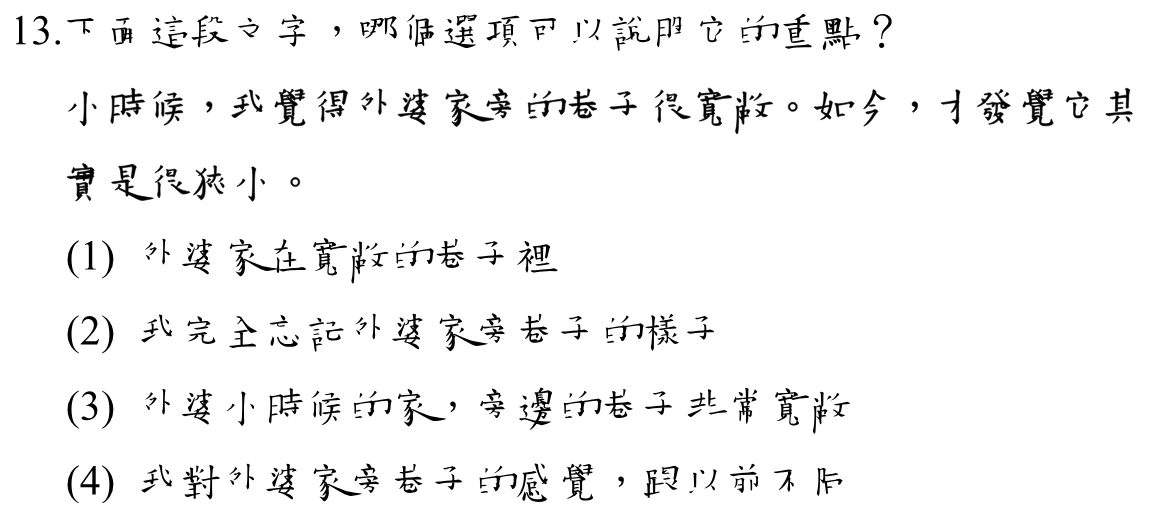 13.下面這段文字，哪個選項可以說明它的重點？
小時候，我覺得外婆家旁的巷子很寬敞。如今，才發覺它其
實是很狹小。
(1) 外婆家在寬敞的巷子裡
(2) 我完全忘記外婆家旁巷子的樣子
(3) 外婆小時候的家，旁邊的巷子非常寬敞
(4) 我對外婆家旁巷子的感覺，跟以前不同